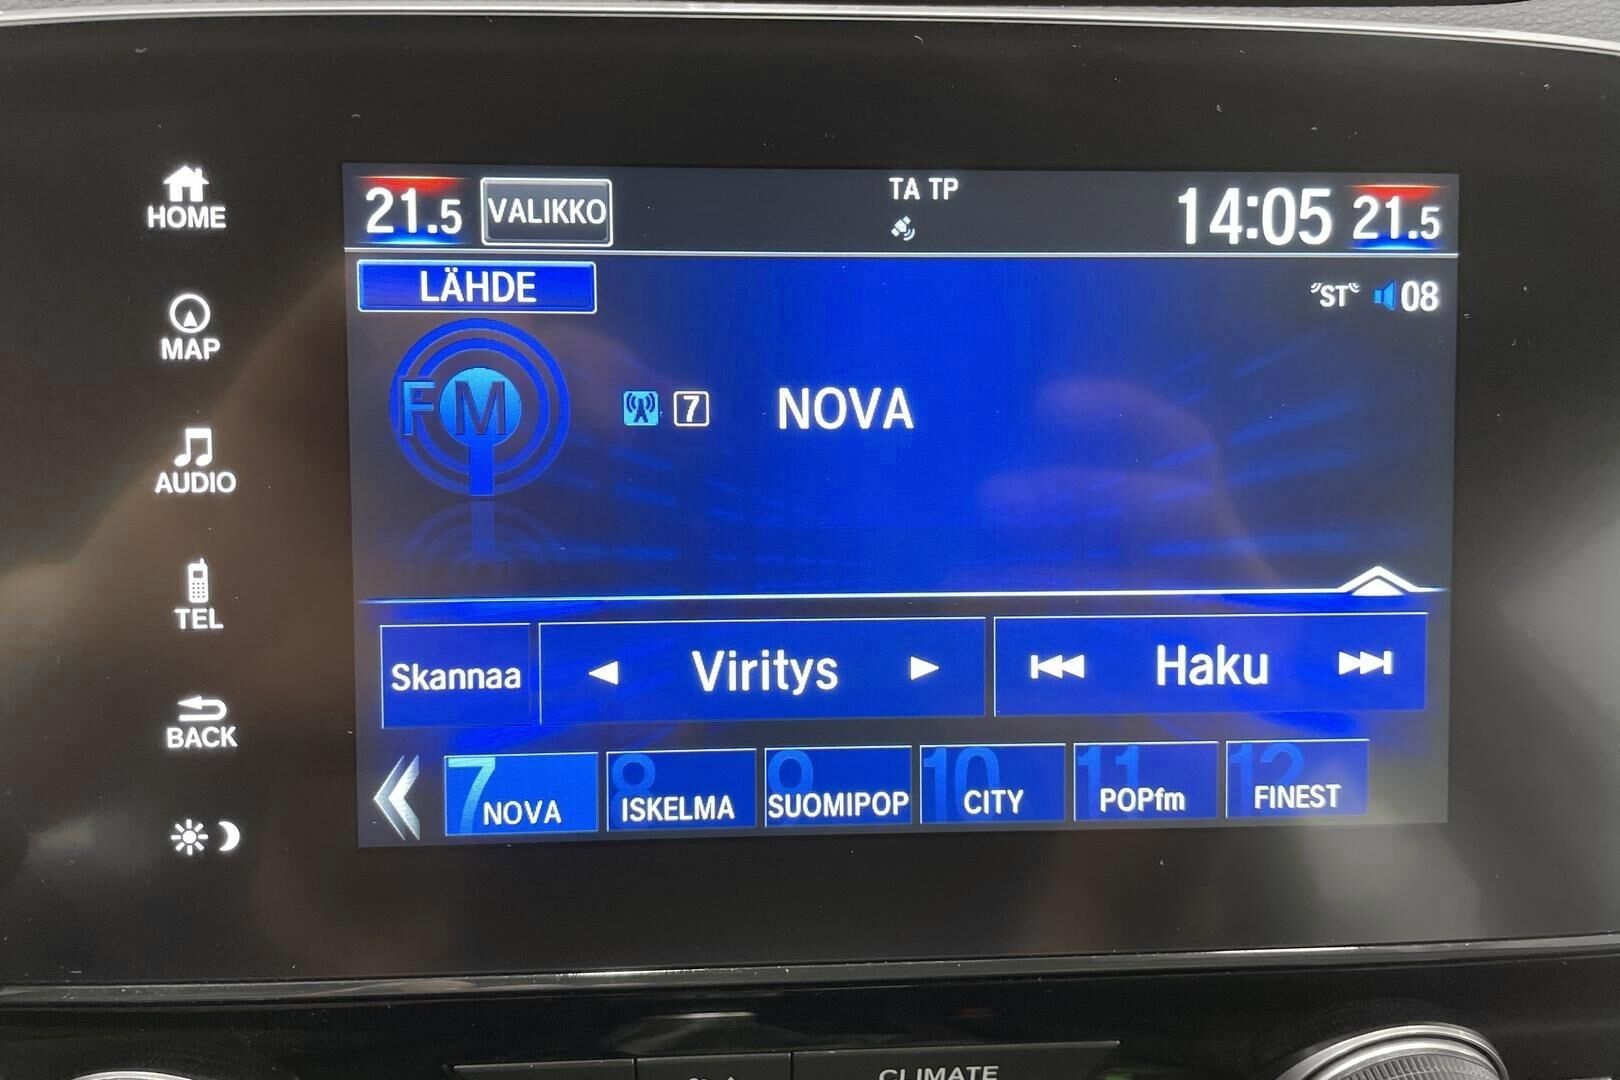 HOME
MAP
AUDIO
TEL
BACK
21.5 VALIKKO TA TP 14:05 21.5
LÄHDE "ST" 08
FM 7 NOVA
Skannaa Viritys Haku
7 NOVA 8 ISKELMA 9 SUOMIPOP 10 CITY 11 POPfm 12 FINEST
CLIMATE